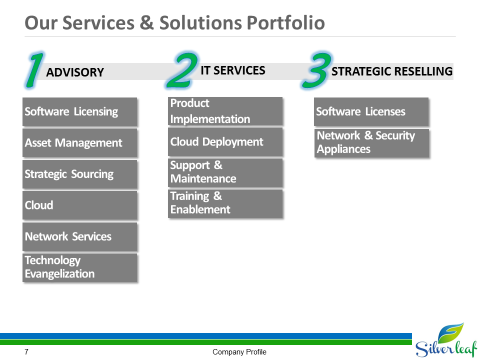 Our Services & Solutions Portfolio
1 ADVISORY
2 IT SERVICES
3 STRATEGIC RESELLING
Software Licensing
Asset Management
Strategic Sourcing
Cloud
Network Services
Technology
Evangelization
Product
Implementation
Cloud Deployment
Support &
Maintenance
Training &
Enablement
Software Licenses
Network & Security
Appliances
7
Company Profile
Silverleaf